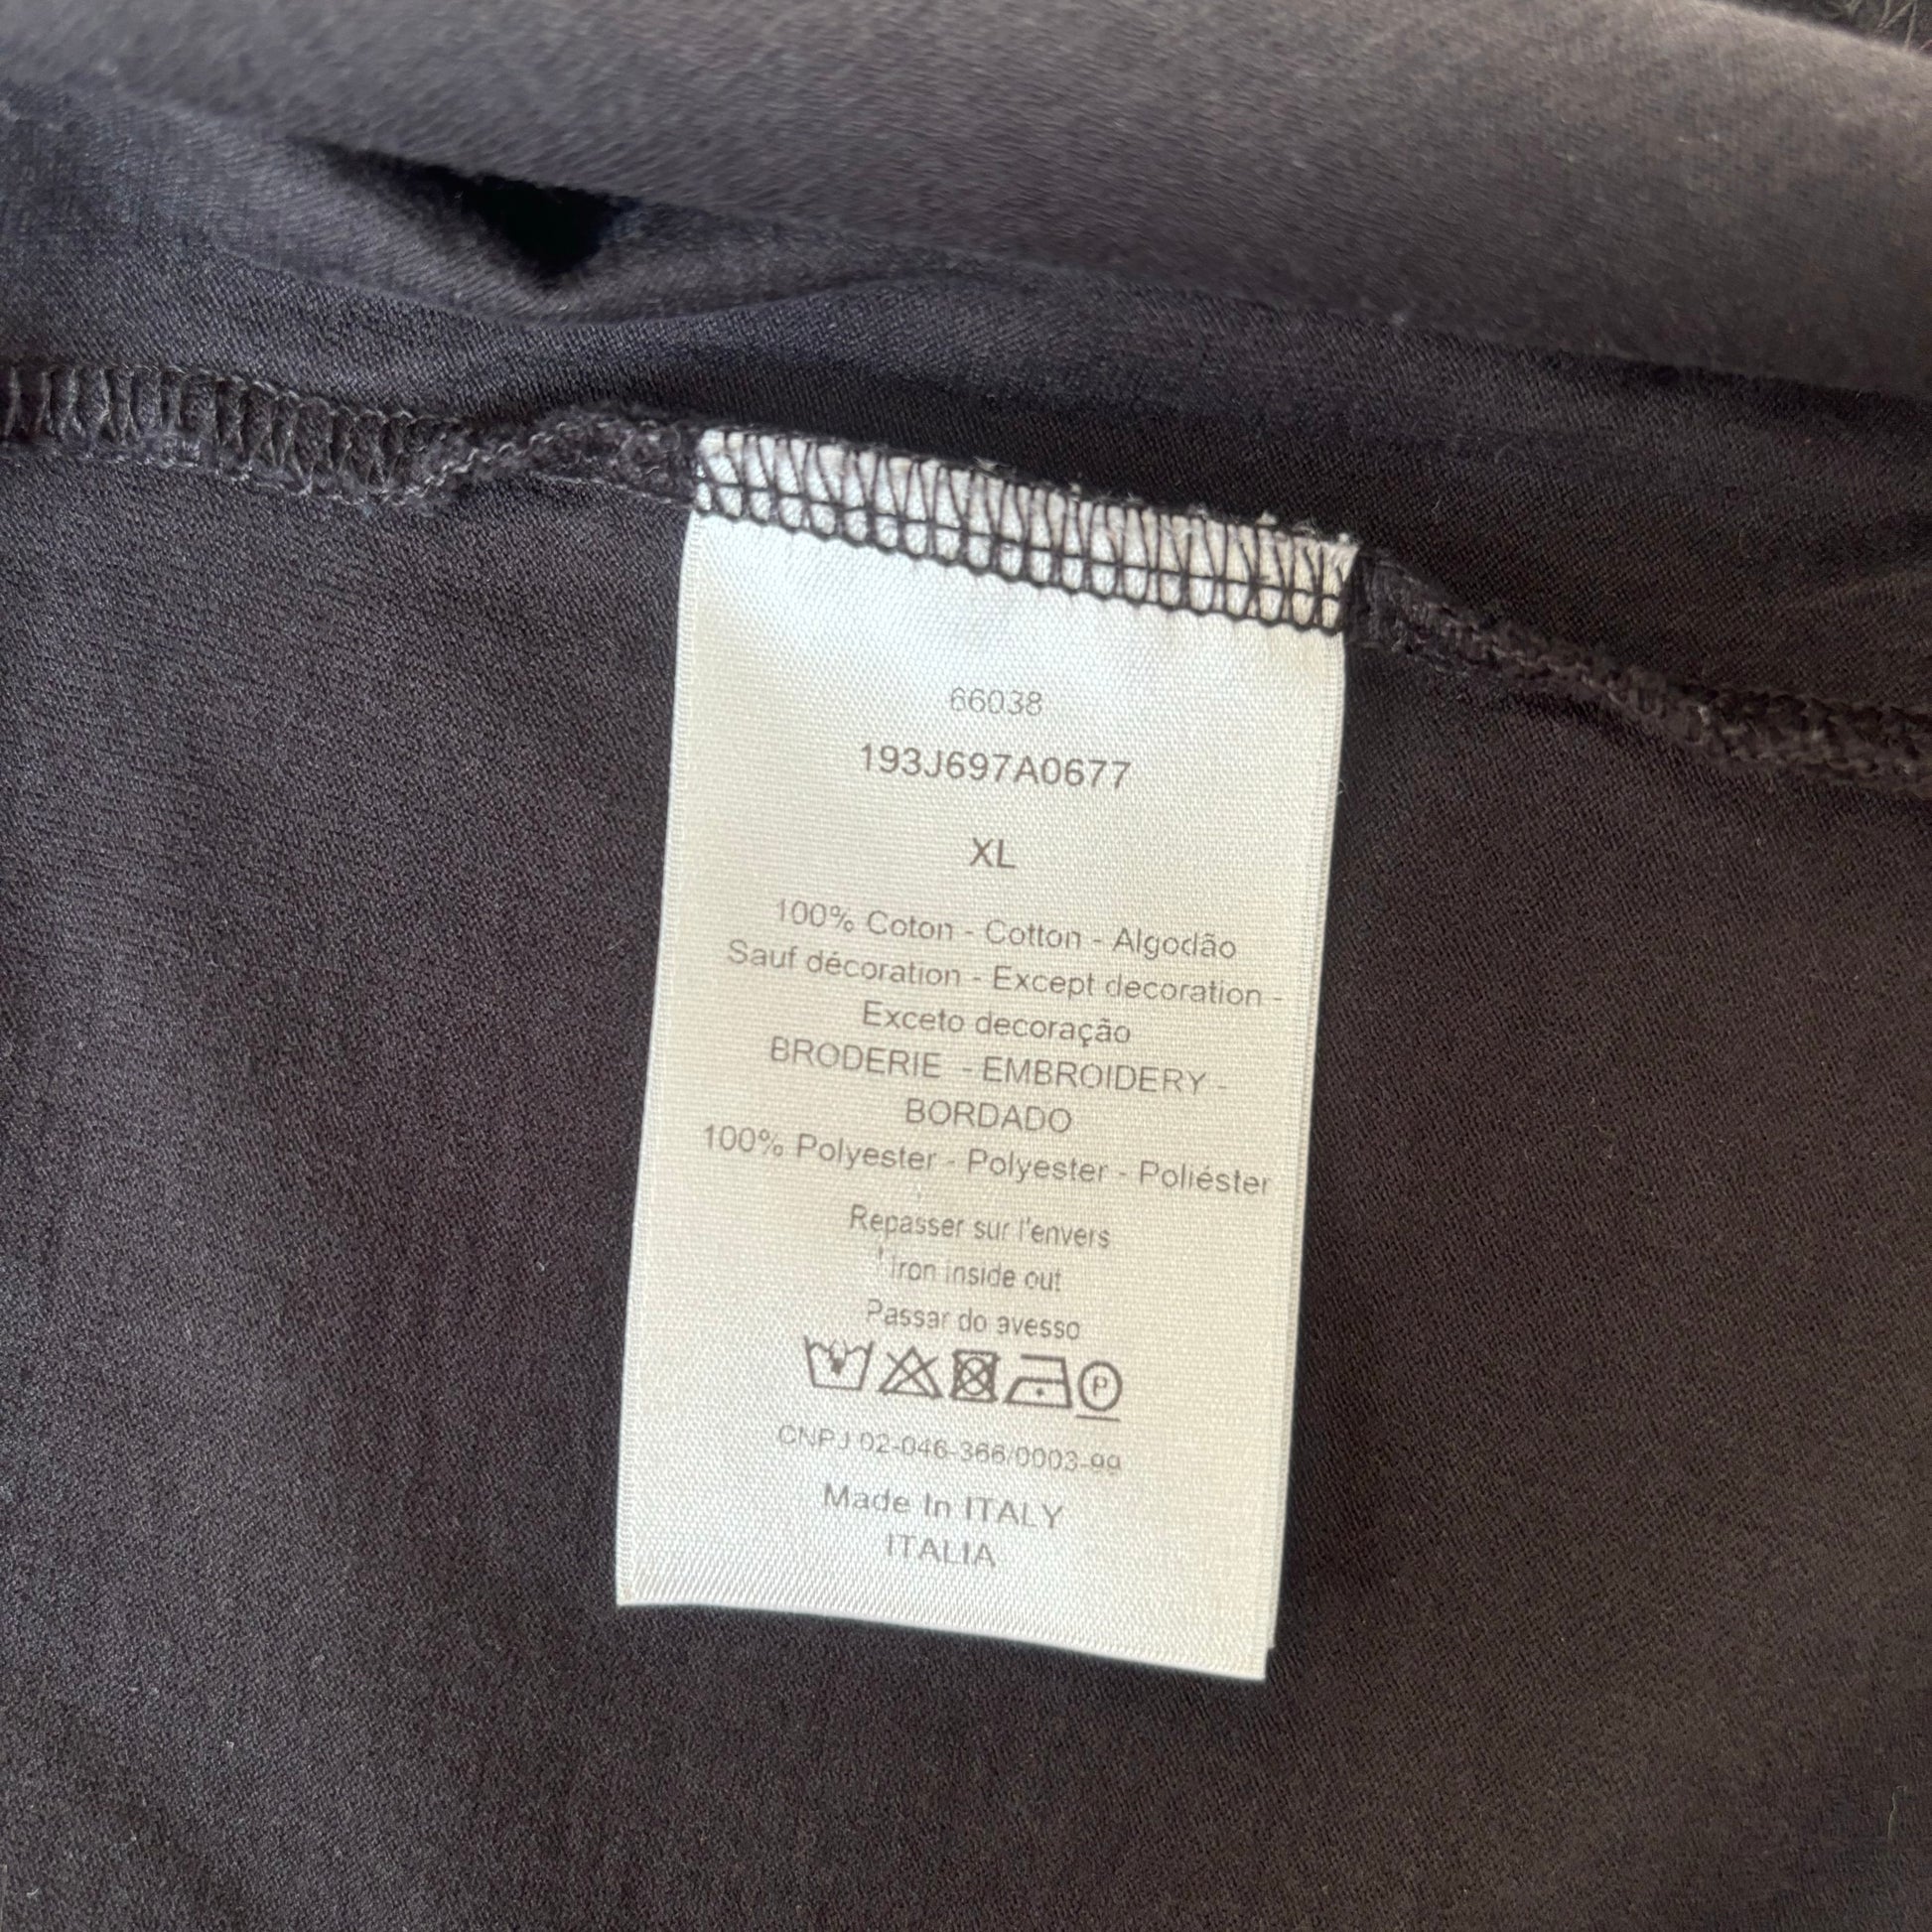 66038
193J697A0677
XL
100% Coton - Cotton - Algodão
Sauf décoration - Except decoration -
Exceto decoração
BRODERIE - EMBROIDERY -
BORDADO
100% Polyester - Polyester - Poliéster
Repasser sur l'envers
Iron inside out
Passar do avesso
P
CNPJ 02-046-366/0003-99
Made In ITALY
ITALIA